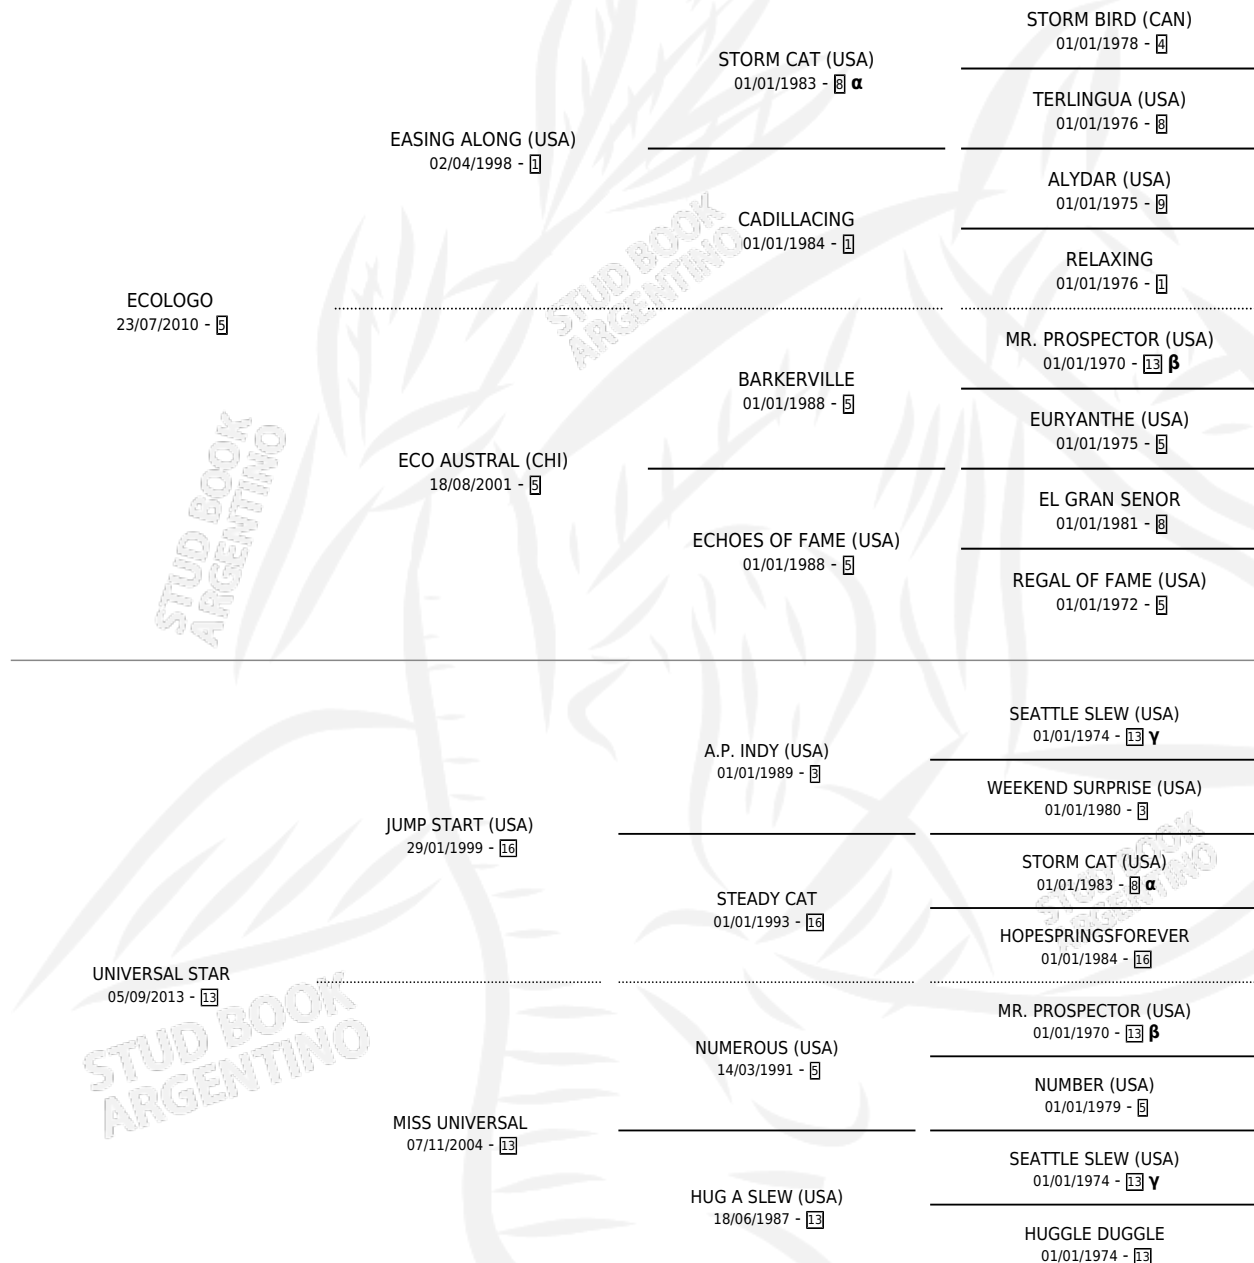 STORM BIRD (CAN)
01/01/1978 - 4
STORM CAT (USA)
01/01/1983 - 8 α
TERLINGUA (USA)
01/01/1976 - 8
EASING ALONG (USA)
02/04/1998 - 1
ALYDAR (USA)
01/01/1975 - 9
CADILLACING
01/01/1984 - 1
RELAXING
01/01/1976 - 1
ECOLOGO
23/07/2010 - 5
MR. PROSPECTOR (USA)
01/01/1970 - 13 β
BARKERVILLE
01/01/1988 - 5
EURYANTHE (USA)
01/01/1975 - 5
ECO AUSTRAL (CHI)
18/08/2001 - 5
EL GRAN SENOR
01/01/1981 - 8
ECHOES OF FAME (USA)
01/01/1988 - 5
REGAL OF FAME (USA)
01/01/1972 - 5
SEATTLE SLEW (USA)
01/01/1974 - 13 γ
A.P. INDY (USA)
01/01/1989 - 3
WEEKEND SURPRISE (USA)
01/01/1980 - 3
JUMP START (USA)
29/01/1999 - 16
STORM CAT (USA)
01/01/1983 - 8 α
STEADY CAT
01/01/1993 - 16
HOPESPRINGSFOREVER
01/01/1984 - 16
UNIVERSAL STAR
05/09/2013 - 13
MR. PROSPECTOR (USA)
01/01/1970 - 13 β
NUMEROUS (USA)
14/03/1991 - 5
NUMBER (USA)
01/01/1979 - 5
MISS UNIVERSAL
07/11/2004 - 13
SEATTLE SLEW (USA)
01/01/1974 - 13 γ
HUG A SLEW (USA)
18/06/1987 - 13
HUGGLE DUGGLE
01/01/1974 - 13
STUD BOOK
ARGENTINO
STUD BOOK
ARGENTINO
STUD BOOK
ARGENTINO
STUD BOOK
ARGENTINO